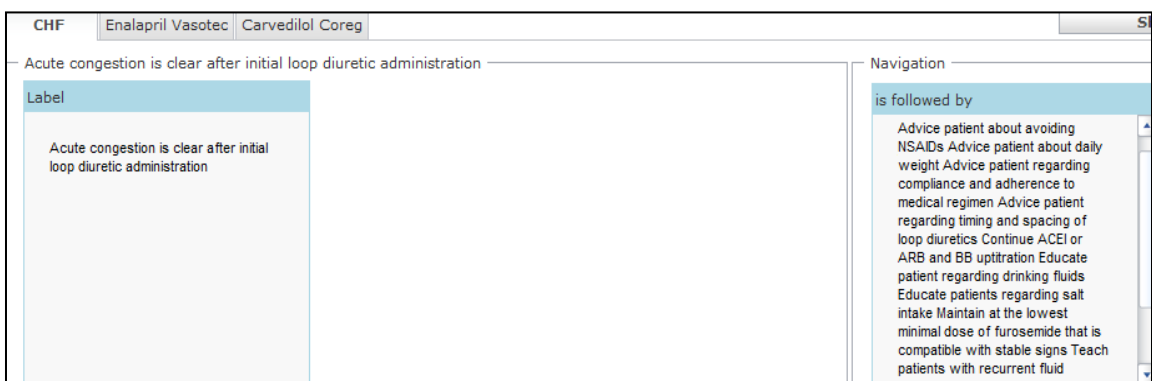 CHF Enalapril Vasotec Carvedilol Coreg
Acute congestion is clear after initial loop diuretic administration
Label
Acute congestion is clear after initial
loop diuretic administration
Navigation
is followed by
Advice patient about avoiding
NSAIDs Advice patient about daily
weight Advice patient regarding
compliance and adherence to
medical regimen Advice patient
regarding timing and spacing of
loop diuretics Continue ACEI or
ARB and BB uptitration Educate
patient regarding drinking fluids
Educate patients regarding salt
intake Maintain at the lowest
minimal dose of furosemide that is
compatible with stable signs Teach
patients with recurrent fluid